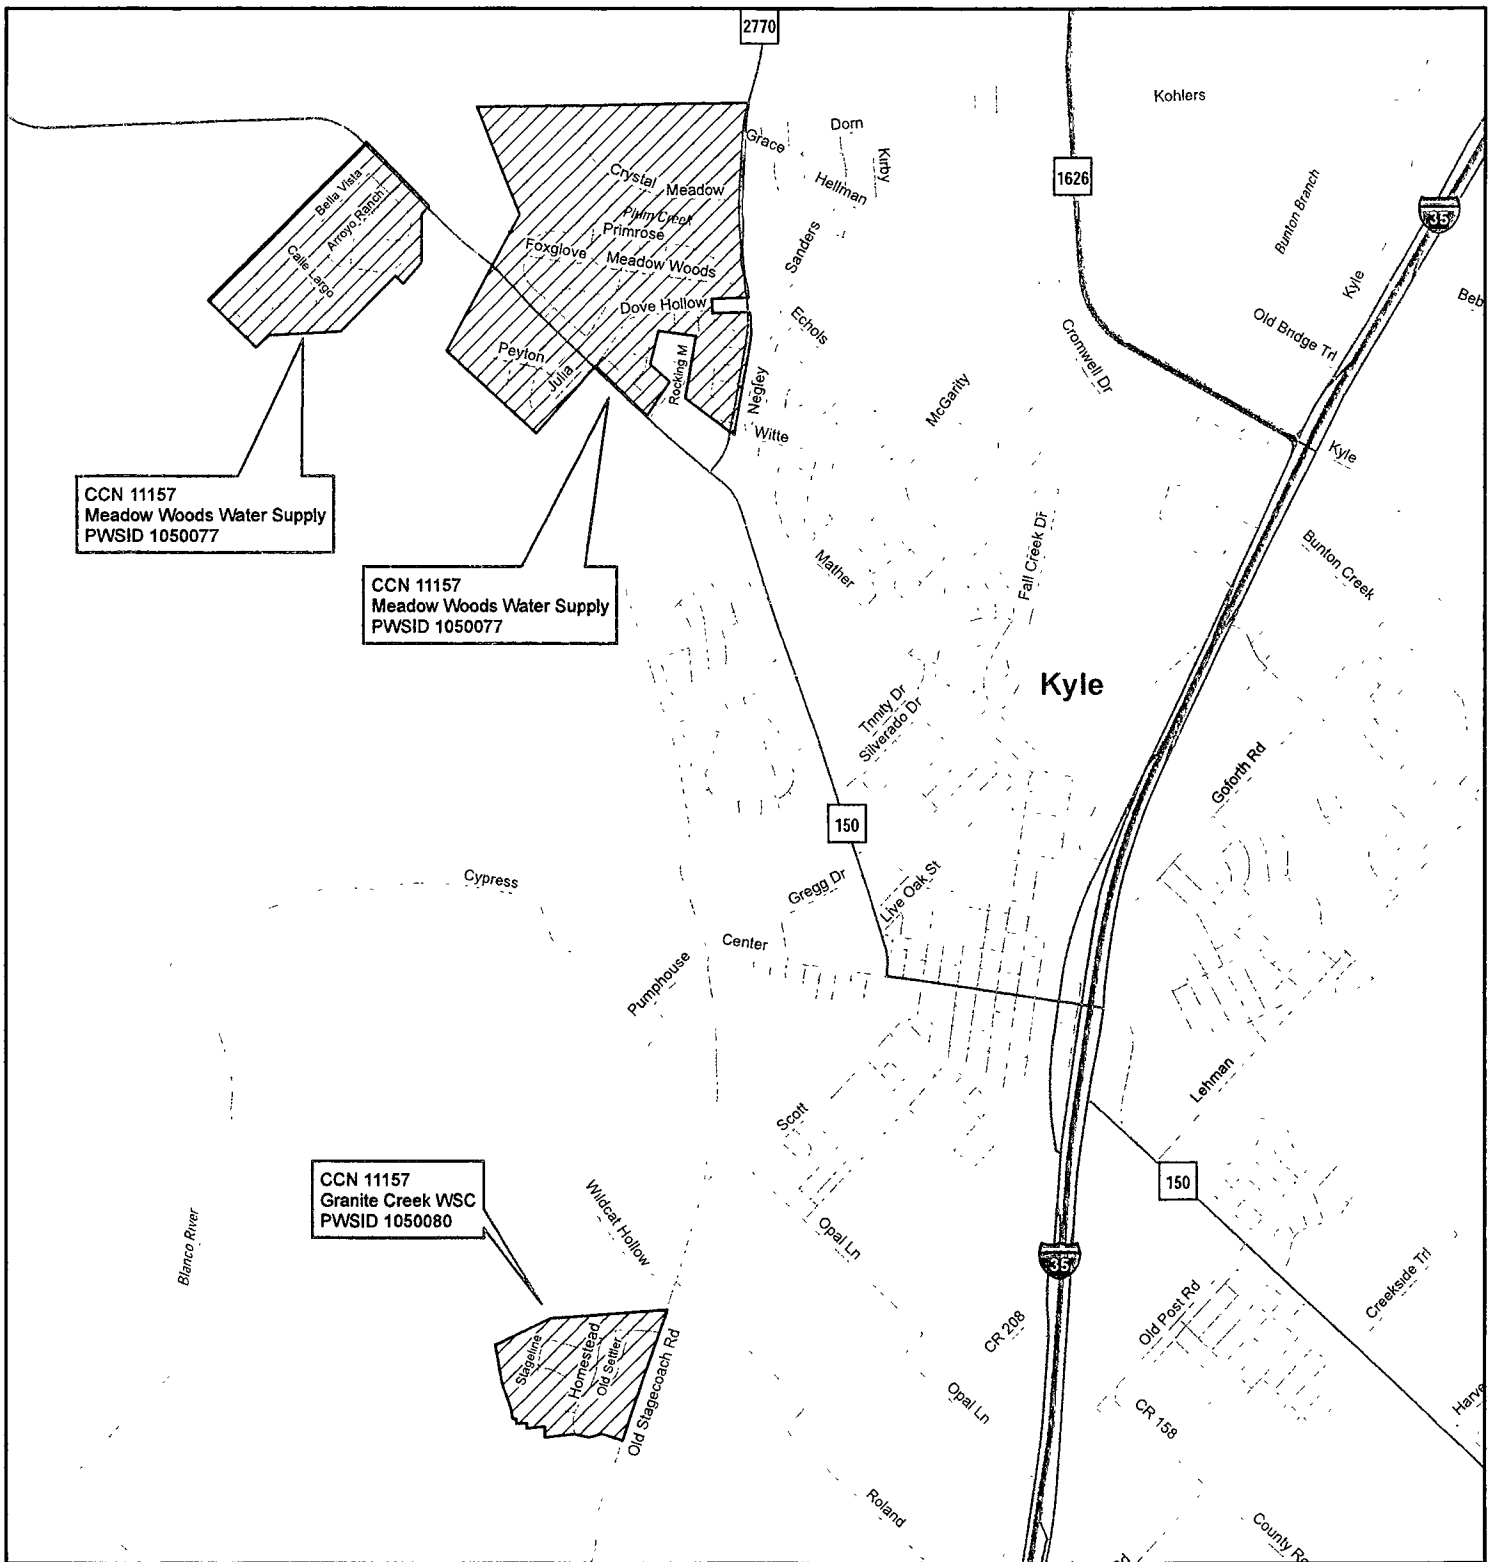 2770
Kohlers
Dorn
Grace
Kirby
1626
Hellman
Crystal Meadow
Bella Vista
Arroyo Ranch
Calle Largo
Plum Creek
Primrose
Foxglove
Meadow Woods
Sanders
Bunton Branch
35
Kyle
Beb
Dove Hollow
Echols
Old Bridge Trl
Cromwell Dr
Peyton
Julia
Rocking M
Negley
McGarity
Witte
Kyle
CCN 11157
Meadow Woods Water Supply
PWSID 1050077
CCN 11157
Meadow Woods Water Supply
PWSID 1050077
Mather
Fall Creek Dr
Bunton Creek
Kyle
Trinity Dr
Silverado Dr
Goforth Rd
150
Cypress
Gregg Dr
Live Oak St
Center
Pumphouse
Lehman
Scott
CCN 11157
Granite Creek WSC
PWSID 1050080
150
Wildcat Hollow
Blanco River
Opal Ln
35
Creekside Trl
CR 208
Old Post Rd
Stageline
Homestead
Old Settler
Old Stagecoach Rd
Opal Ln
CR 158
Harve
Roland
County Ro